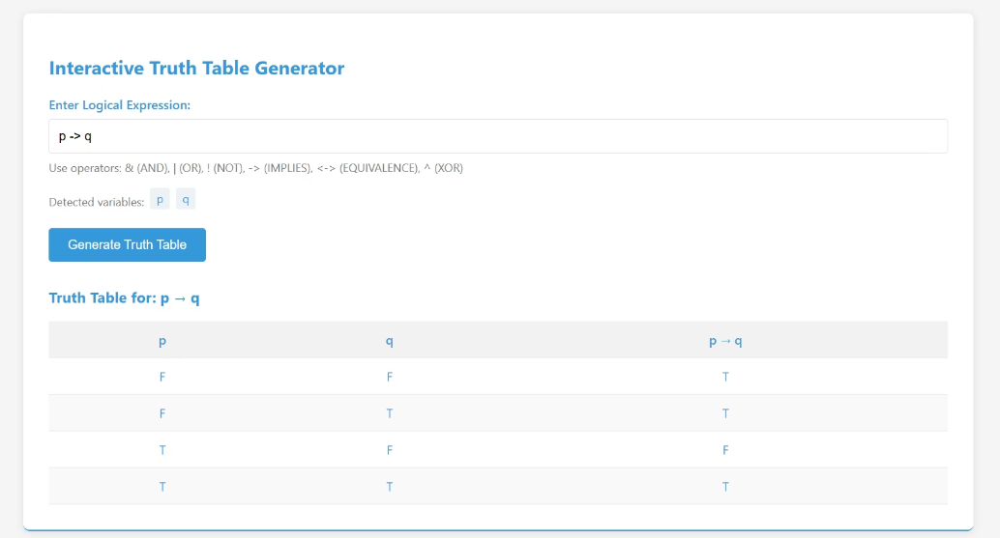 Interactive Truth Table Generator
Enter Logical Expression:
p -> q
Use operators: & (AND), | (OR), ! (NOT), -> (IMPLIES), <-> (EQUIVALENCE), ^ (XOR)
Detected variables: p q
Generate Truth Table
Truth Table for: p → q
p q p → q
F F T
F T T
T F F
T T T